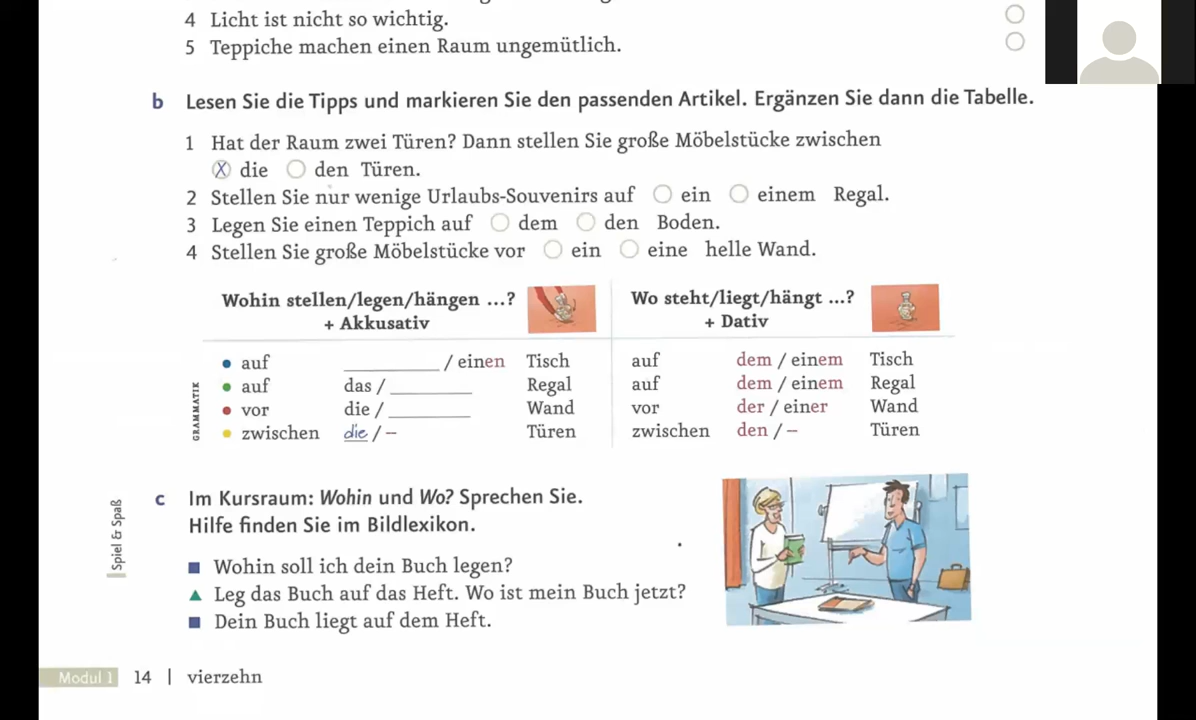 4 Licht ist nicht so wichtig.
5 Teppiche machen einen Raum ungemütlich.
b Lesen Sie die Tipps und markieren Sie den passenden Artikel. Ergänzen Sie dann die Tabelle.
1 Hat der Raum zwei Türen? Dann stellen Sie große Möbelstücke zwischen
X die ○ den Türen.
2 Stellen Sie nur wenige Urlaubs-Souvenirs auf ○ ein ○ einem Regal.
3 Legen Sie einen Teppich auf ○ dem ○ den Boden.
4 Stellen Sie große Möbelstücke vor ○ ein ○ eine helle Wand.
Wohin stellen/legen/hängen ...? Wo steht/liegt/hängt ...?
+ Akkusativ + Dativ
GRAMMATIK
• auf ________ / einen Tisch auf dem / einem Tisch
• auf das / ________ Regal auf dem / einem Regal
• vor die / ________ Wand vor der / einer Wand
• zwischen die / – Türen zwischen den / – Türen
Spiel & Spaß
c Im Kursraum: Wohin und Wo? Sprechen Sie.
Hilfe finden Sie im Bildlexikon.
■ Wohin soll ich dein Buch legen?
▲ Leg das Buch auf das Heft. Wo ist mein Buch jetzt?
■ Dein Buch liegt auf dem Heft.
Modul 1 14 | vierzehn